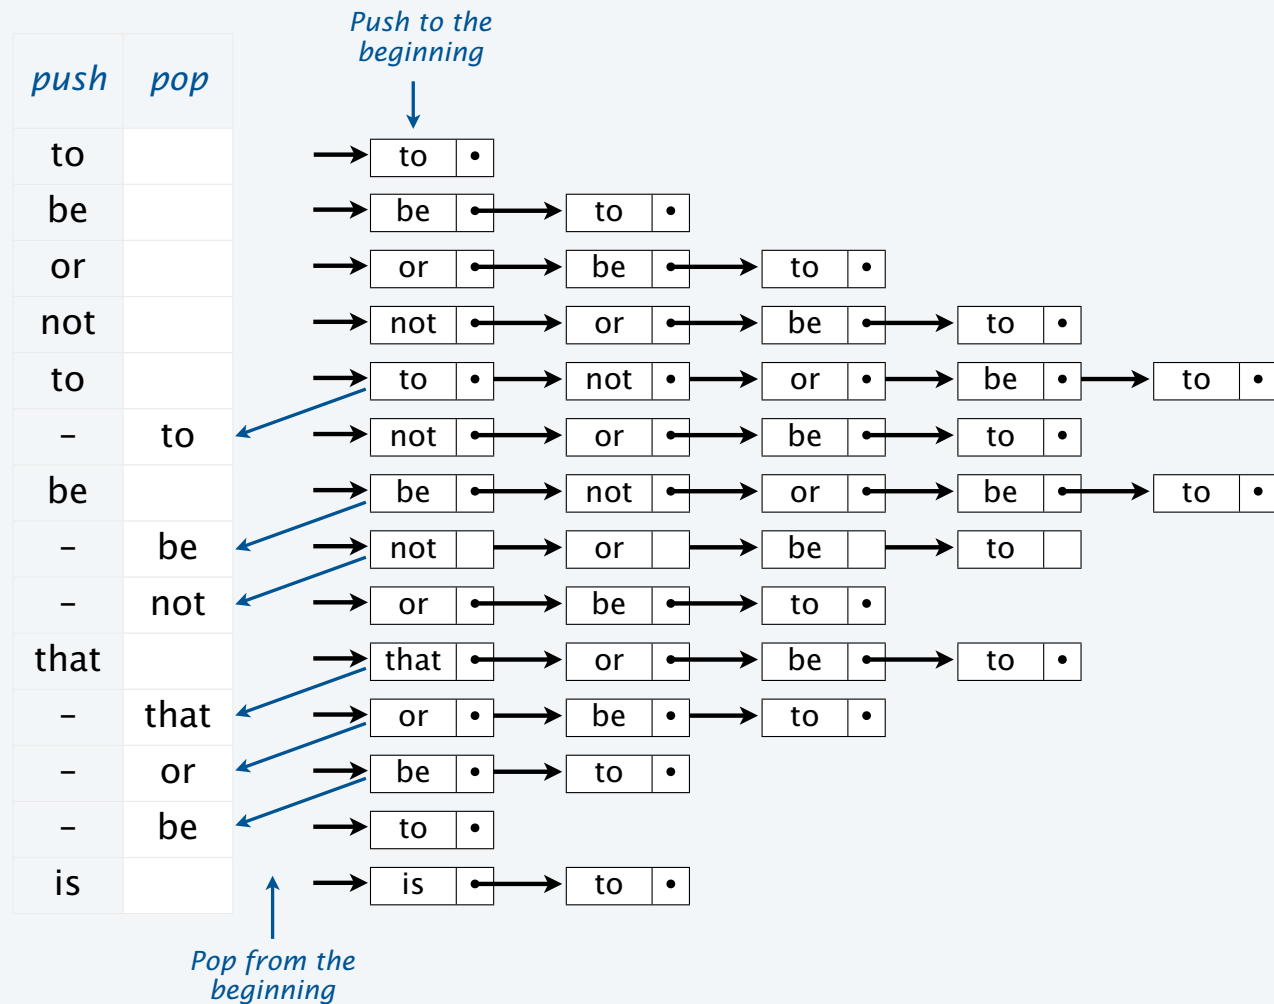 Push to the
beginning
push pop
to to
be be to
or or be to
not not or be to
to to not or be to
– to not or be to
be be not or be to
– be not or be to
– not or be to
that that or be to
– that or be to
– or be to
– be to
is is to
Pop from the
beginning